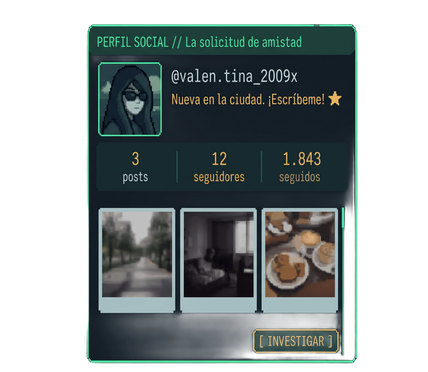 PERFIL SOCIAL // La solicitud de amistad
@valen.tina_2009x
Nueva en la ciudad. ¡Escríbeme! ⭐
3
posts
12
seguidores
1.843
seguidos
[ INVESTIGAR ]